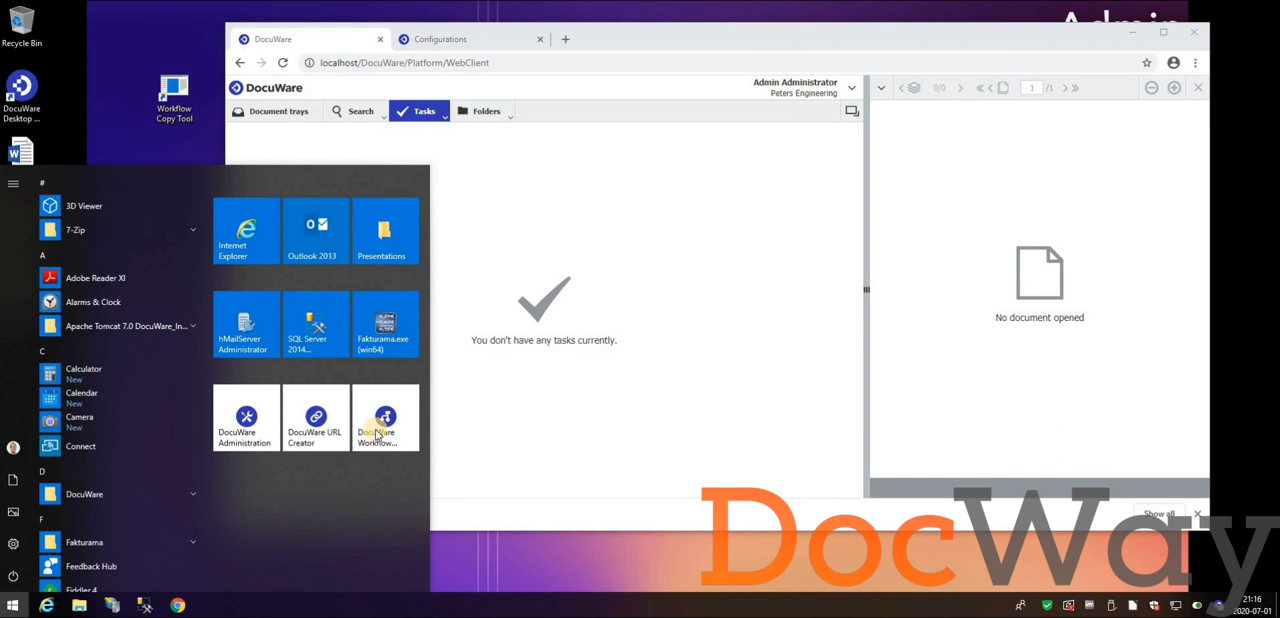 Recycle Bin
DocuWare
Desktop ...
Workflow
Copy Tool
DocuWare
Configurations
localhost/DocuWare/Platform/WebClient
DocuWare
Admin Administrator
Peters Engineering
0/0
1
/1
Document trays
Search
Tasks
Folders
You don't have any tasks currently.
No document opened
Show all
#
3D Viewer
7-Zip
A
Adobe Reader XI
Alarms & Clock
Apache Tomcat 7.0 DocuWare_In...
C
Calculator
New
Calendar
New
Camera
New
Connect
D
DocuWare
F
Fakturama
Feedback Hub
Fiddler 4
Internet
Explorer
Outlook 2013
Presentations
hMailServer
Administrator
SQL Server
2014...
Fakturama.exe
(win64)
DocuWare
Administration
DocuWare URL
Creator
DocuWare
Workflow...
DocWay
21:16
2020-07-01